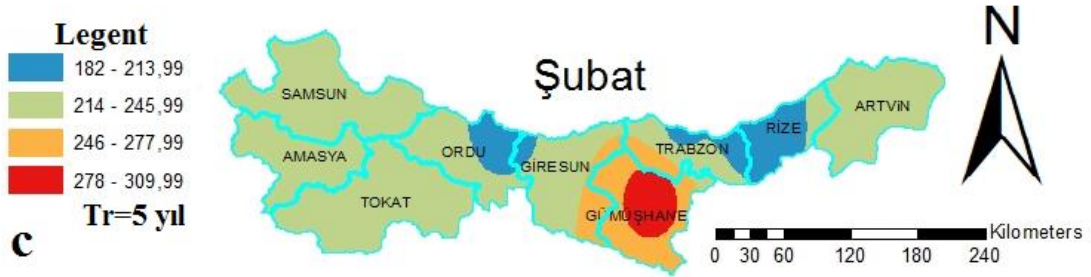 Legent
182 - 213,99
214 - 245,99
246 - 277,99
278 - 309,99
Tr=5 yıl
c
Şubat
SAMSUN
AMASYA
TOKAT
ORDU
GİRESUN
TRABZON
GÜMÜŞHANE
RİZE
ARTVİN
N
Kilometers
0 30 60 120 180 240